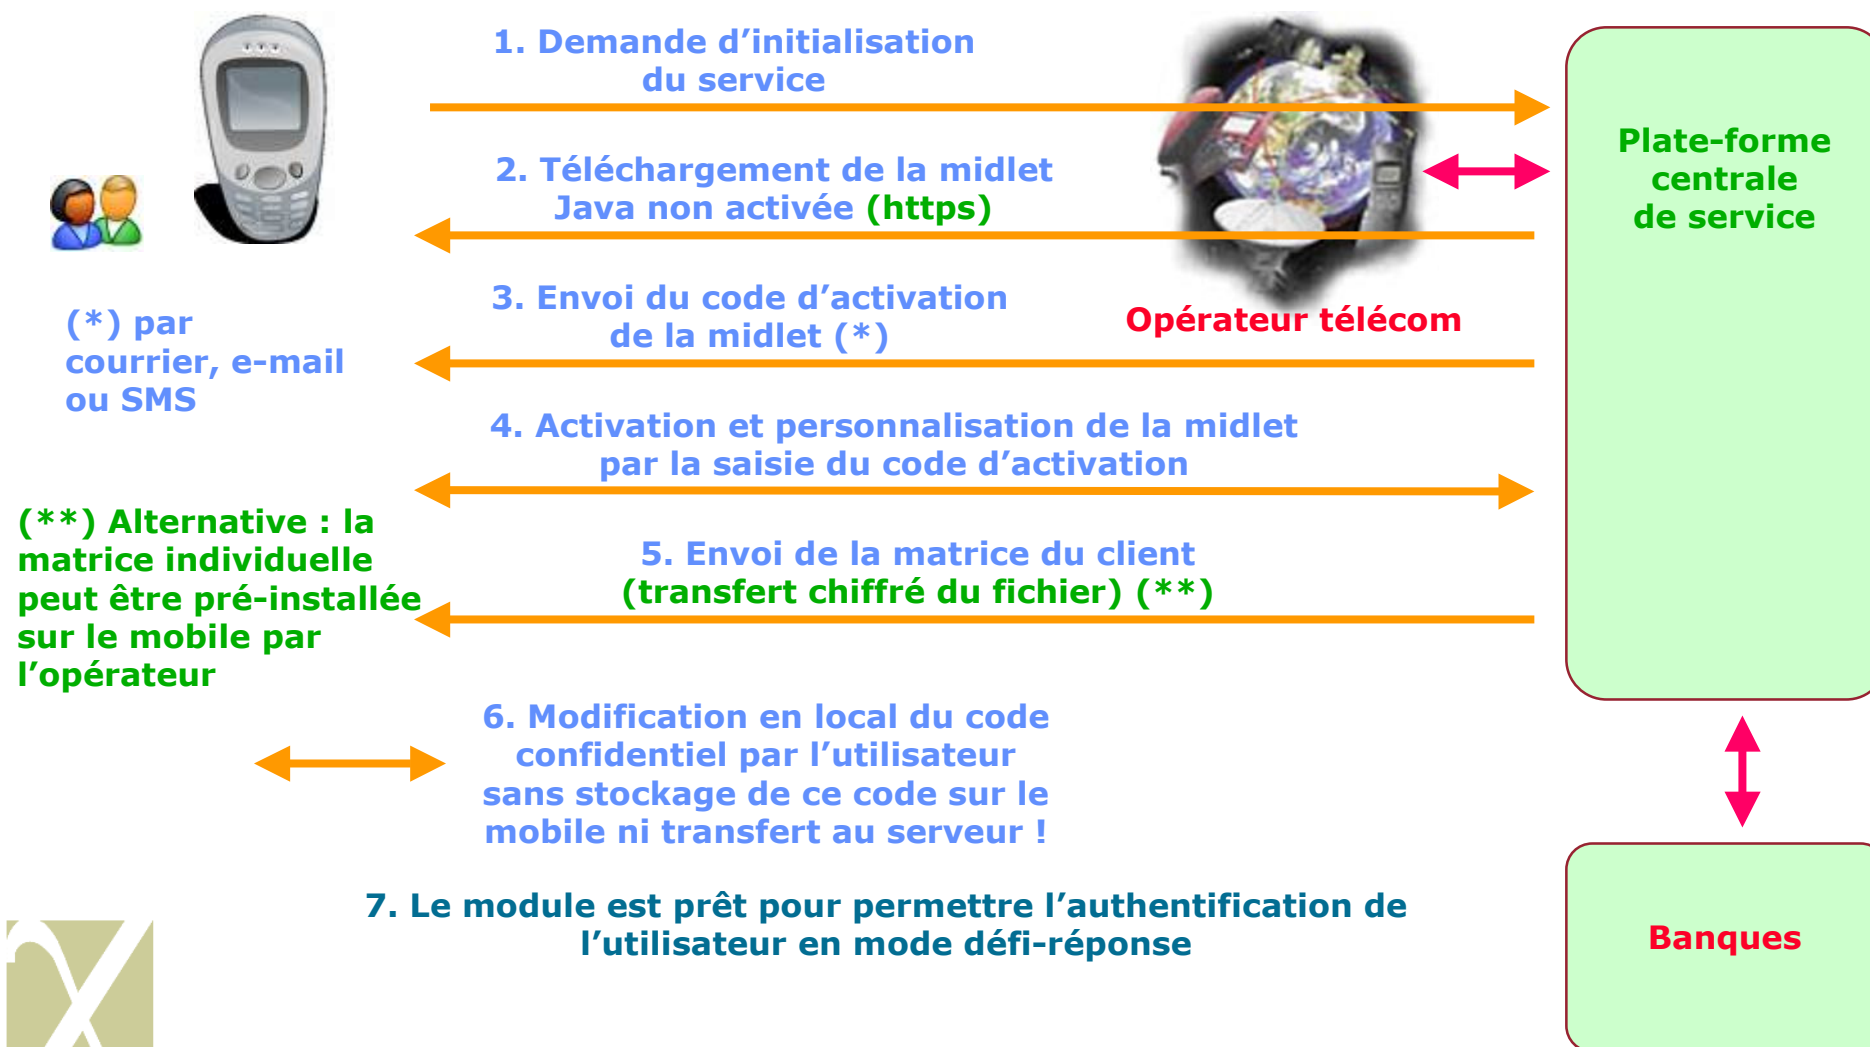 1. Demande d’initialisation
du service
2. Téléchargement de la midlet
Java non activée (https)
Plate-forme
centrale
de service
3. Envoi du code d’activation
de la midlet (*)
Opérateur télécom
(*) par
courrier, e-mail
ou SMS
4. Activation et personnalisation de la midlet
par la saisie du code d’activation
(**) Alternative : la
matrice individuelle
peut être pré-installée
sur le mobile par
l’opérateur
5. Envoi de la matrice du client
(transfert chiffré du fichier) (**)
6. Modification en local du code
confidentiel par l’utilisateur
sans stockage de ce code sur le
mobile ni transfert au serveur !
7. Le module est prêt pour permettre l’authentification de
l’utilisateur en mode défi-réponse
Banques